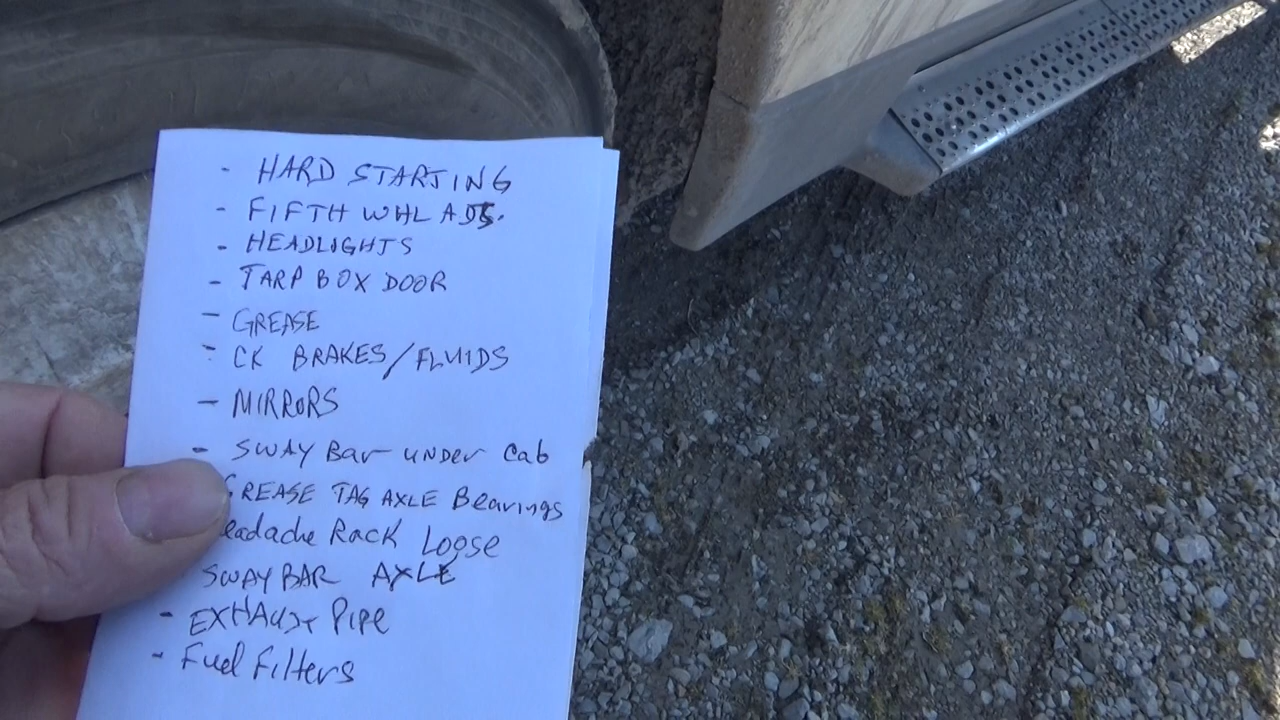 - HARD STARTING
- FIFTH WHL ADJ.
- HEADLIGHTS
- TARP BOX DOOR
- GREASE
- CK BRAKES/FLUIDS
- MIRRORS
- SWAY Bar UNDER Cab
GREASE TAG AXLE Bearings
eadache Rack Loose
SWAY BAR AXLE
- EXHAUST PIPE
- Fuel Filters